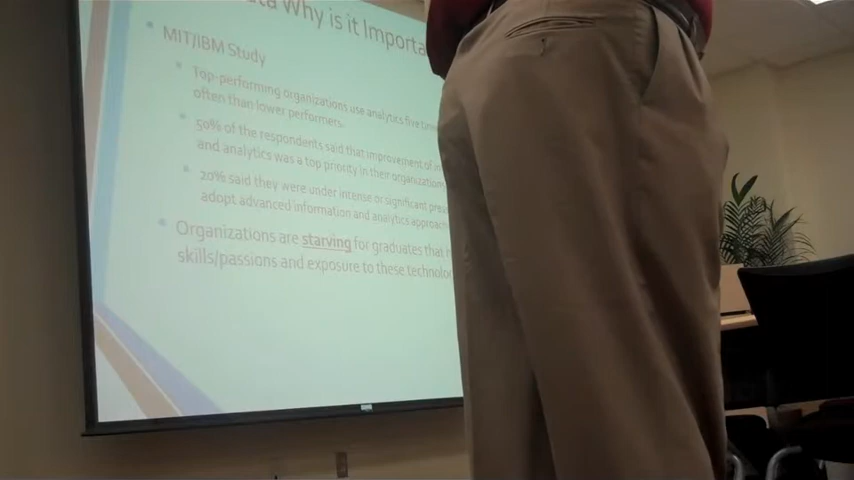 Why is it Important
MIT/IBM Study
Top-performing organizations use analytics five
often than lower performers.
50% of the respondents said that improvement of
and analytics was a top priority in their organization
20% said they were under intense or significant
adopt advanced information and analytics approach
Organizations are starving for graduates that
skills/passions and exposure to these